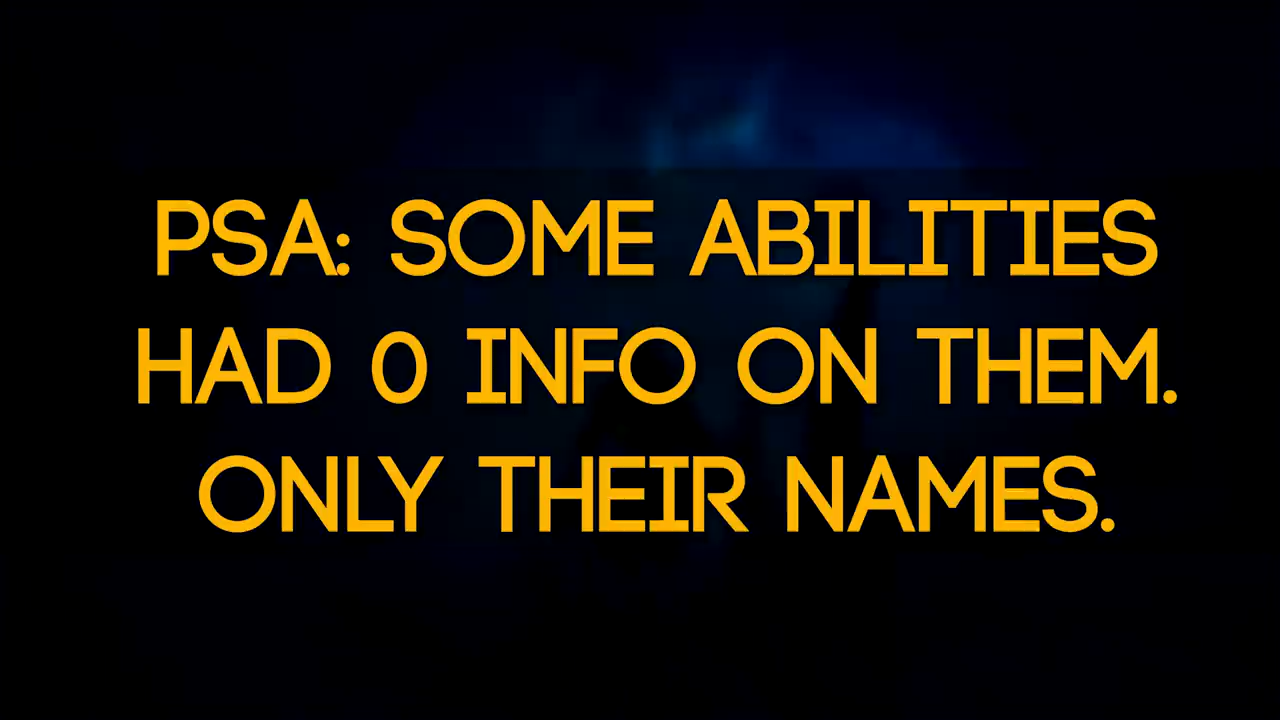 PSA: SOME ABILITIES
HAD 0 INFO ON THEM.
ONLY THEIR NAMES.